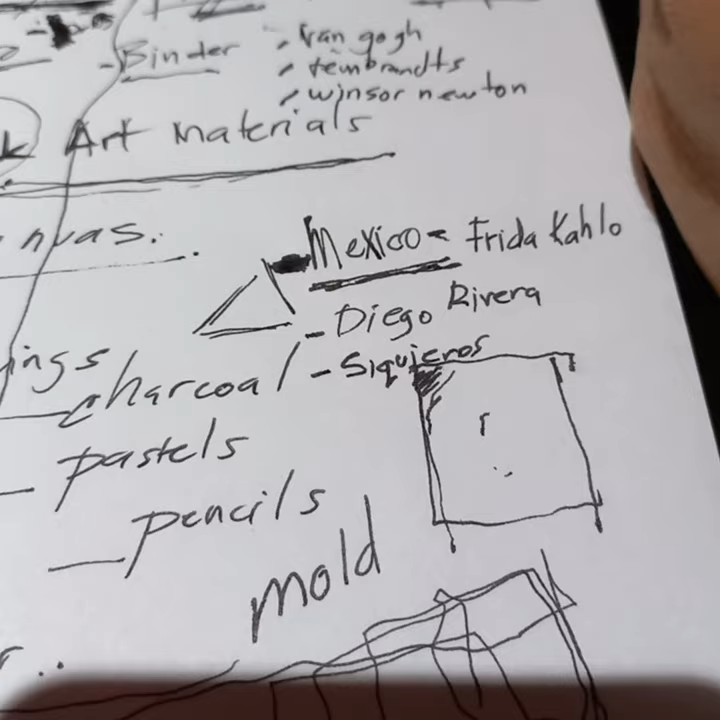 - Binder
, Van gogh
, rembrandts
, winsor newton
Art materials
nvas.
Mexico = Frida Kahlo
- Diego Rivera
- Siquieros
ings
charcoal
pastels
pencils
mold